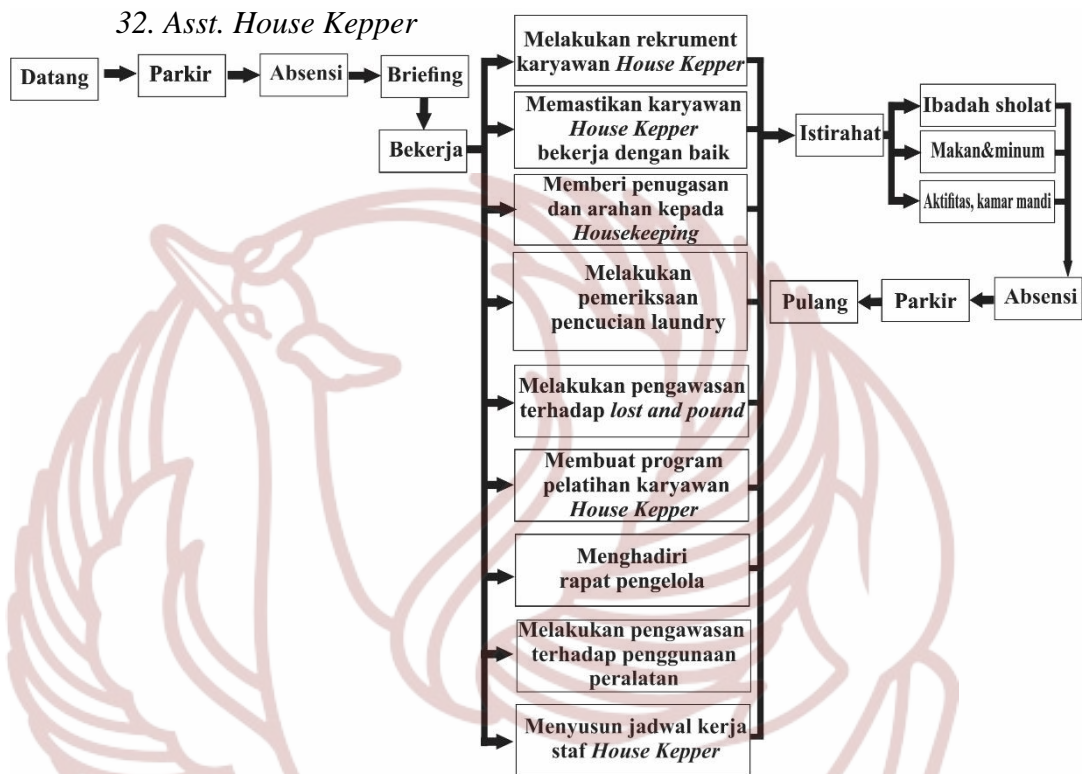 32. Asst. House Kepper
Datang
Parkir
Absensi
Briefing
Bekerja
Melakukan rekrument
karyawan House Kepper
Memastikan karyawan
House Kepper
bekerja dengan baik
Memberi penugasan
dan arahan kepada
Housekeeping
Melakukan
pemeriksaan
pencucian laundry
Melakukan pengawasan
terhadap lost and pound
Membuat program
pelatihan karyawan
House Kepper
Menghadiri
rapat pengelola
Melakukan pengawasan
terhadap penggunaan
peralatan
Menyusun jadwal kerja
staf House Kepper
Istirahat
Ibadah sholat
Makan&minum
Aktifitas, kamar mandi
Absensi
Parkir
Pulang